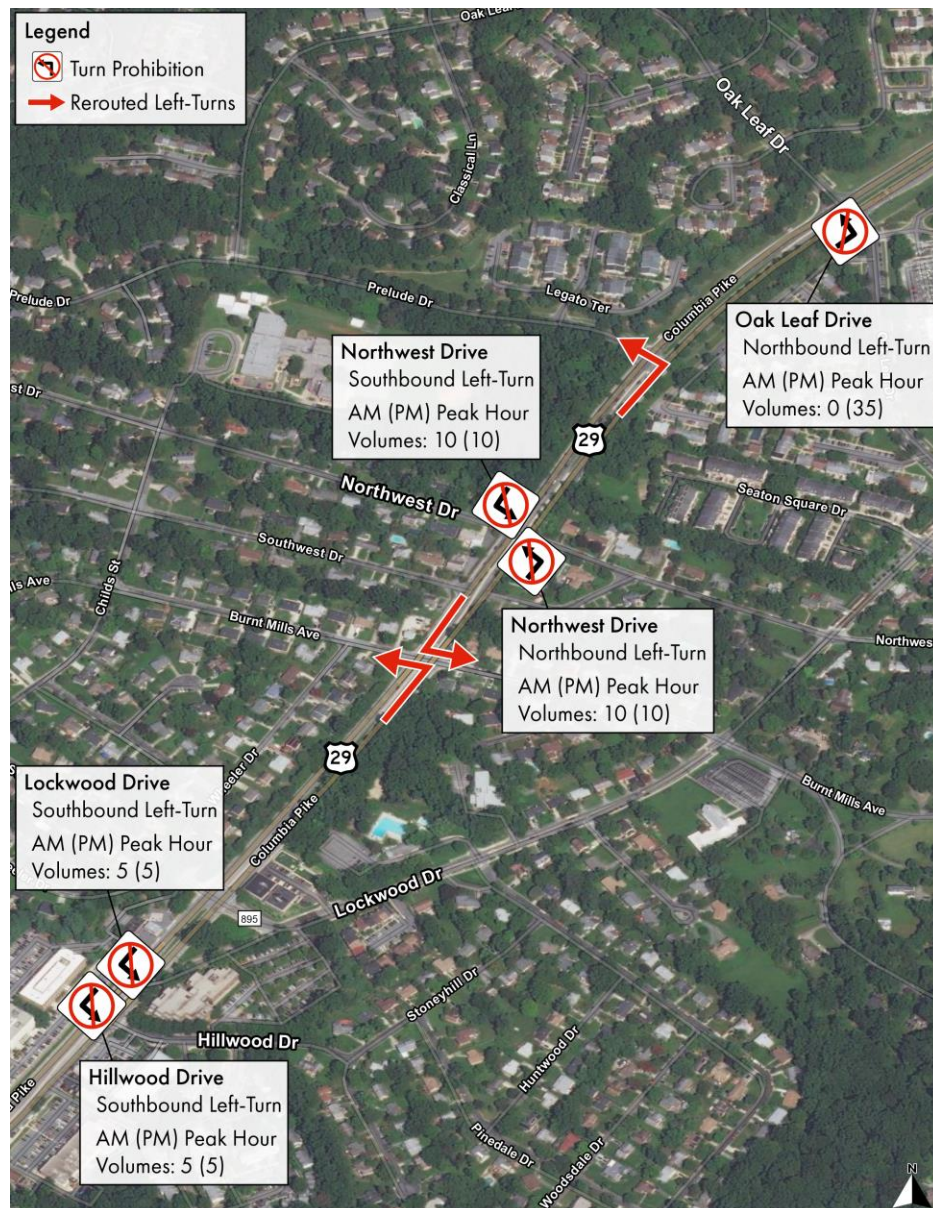 Legend
Turn Prohibition
Rerouted Left-Turns
Oak Leaf
Oak Leaf Dr
Classical Ln
Prelude Dr
Prelude Dr
Legato Ter
Columbia Pike
Oak Leaf Drive
Northbound Left-Turn
AM (PM) Peak Hour
Volumes: 0 (35)
Northwest Drive
Southbound Left-Turn
AM (PM) Peak Hour
Volumes: 10 (10)
29
st Dr
Northwest Dr
Seaton Square Dr
Southwest Dr
Childs St
lls Ave
Burnt Mills Ave
Northwes
Northwest Drive
Northbound Left-Turn
AM (PM) Peak Hour
Volumes: 10 (10)
29
eeler Dr
Burnt Mills Ave
Columbia Pike
Lockwood Drive
Southbound Left-Turn
AM (PM) Peak Hour
Volumes: 5 (5)
Lockwood Dr
895
Stoneyhill Dr
Hillwood Dr
Huntwood Dr
Pike
Hillwood Drive
Southbound Left-Turn
AM (PM) Peak Hour
Volumes: 5 (5)
Pinedale Dr
Woodsdale Dr
N